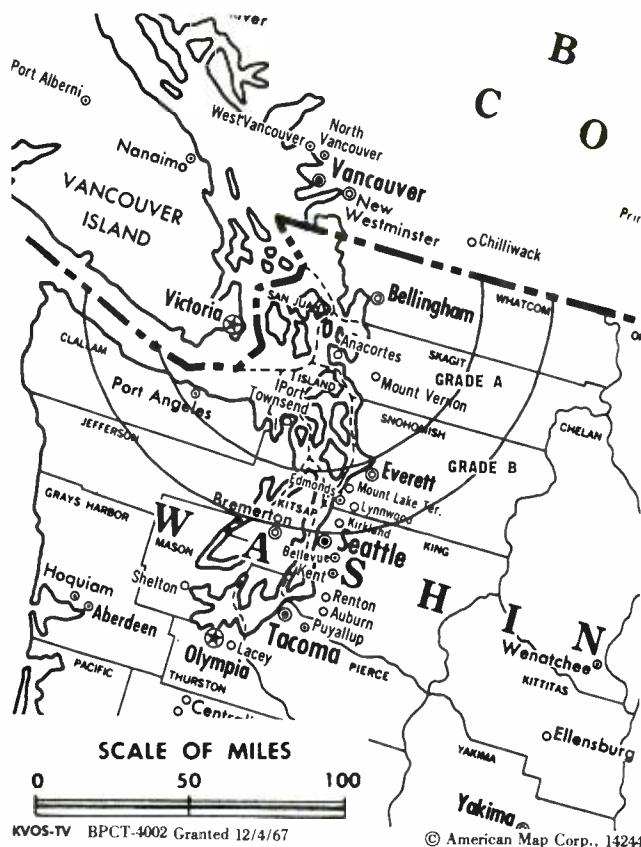 iver
B
C O
Port Alberni
West Vancouver
North
Vancouver
Nanaimo
Vancouver
New
Westminster
VANCOUVER
ISLAND
Chilliwack
Prin
Victoria
SAN JUAN
Bellingham
WHATCOM
CLALLAM
Anacortes
SKAGIT
GRADE A
ISLAND
Mount Vernon
Port Angeles
Port
Townsend
SNOHOMISH
CHELAN
JEFFERSON
GRADE B
Everett
Edmonds
Mount Lake Ter.
Lynnwood
GRAYS HARBOR
KITSAP
Bremerton
Kirkland
W A S H I N
MASON
Seattle
KING
Bellevue
Kent
Shelton
Renton
Hoquiam
Aberdeen
Auburn
Puyallup
Tacoma
Olympia
Lacey
PIERCE
Wenatchee
KITTITAS
PACIFIC
THURSTON
Centrali
Ellensburg
YAKIMA
Yakima
SCALE OF MILES
0 50 100
KVOS-TV BPCT-4002 Granted 12/4/67
© American Map Corp., 14244